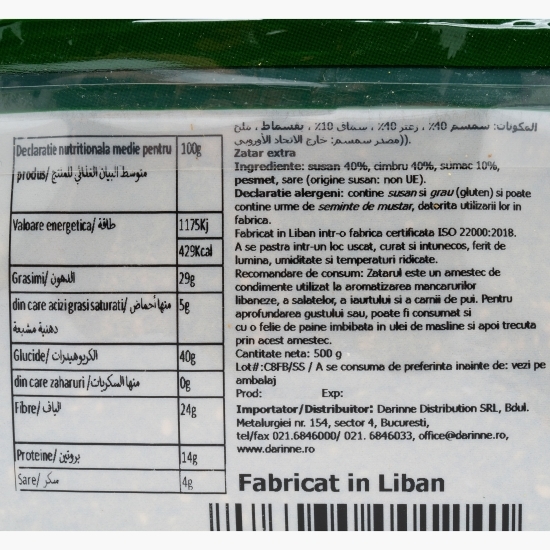 Declaratie nutritionala medie pentru 100g
produs/ متوسط البيان الغذائي للمنتج
Valoare energetica/ طاقة 1175Kj
429Kcal
Grasimi/ الدهون 29g
din care acizi grasi saturati/ منها أحماض 5g
دهنية مشبعة
Glucide/ الكربوهيدرات 40g
din care zaharuri/ منها السكريات 0g
Fibre/ الياف 24g
Proteine/ بروتين 14g
Sare/ سكر 4g
المكونات: سمسم 40٪ ، زعتر 40٪ ، سماق 10٪ ، بقسماط ، ملح
((مصدر سمسم: خارج الاتحاد الأوروبي.
Zatar extra
Ingrediente: susan 40%, cimbru 40%, sumac 10%,
pesmet, sare (origine susan: non UE).
Declaratie alergeni: contine susan si grau (gluten) si poate
contine urme de seminte de mustar, datorita utilizarii lor in
fabrica.
Fabricat in Liban intr-o fabrica certificata ISO 22000:2018.
A se pastra intr-un loc uscat, curat si intunecos, ferit de
lumina, umiditate si temperaturi ridicate.
Recomandare de consum: Zatarul este un amestec de
condimente utilizat la aromatizarea mancarurilor
libaneze, a salatelor, a iaurtului si a carnii de pui. Pentru
aprofundarea gustului sau, poate fi consumat si
cu o felie de paine imbibata in ulei de masline si apoi trecuta
prin acest amestec.
Cantitate neta: 500 g
Lot#:C8FB/SS / A se consuma de preferinta inainte de: vezi pe
ambalaj
Prod: Exp:
Importator/Distribuitor: Darinne Distribution SRL, Bdul.
Metalurgiei nr. 154, sector 4, Bucuresti,
tel/fax 021.6846000/ 021. 6846033, office@darinne.ro,
www.darinne.ro
Fabricat in Liban